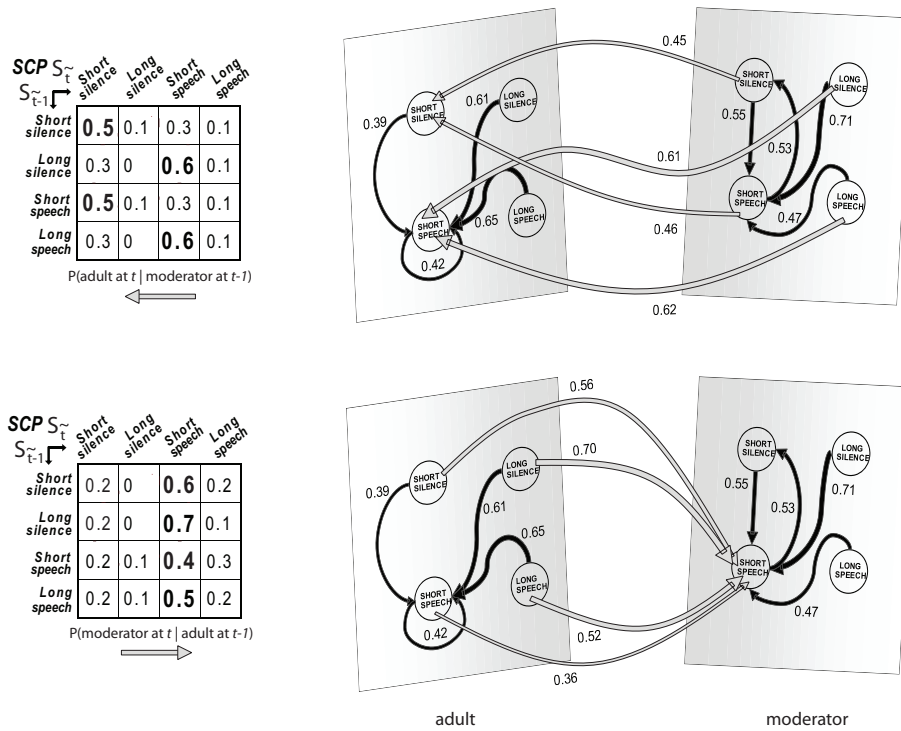 SCP S~t
S~t-1
Short silence
Long silence
Short speech
Long speech
Short silence 0.5 0.1 0.3 0.1
Long silence 0.3 0 0.6 0.1
Short speech 0.5 0.1 0.3 0.1
Long speech 0.3 0 0.6 0.1
P(adult at t | moderator at t-1)
0.45
SHORT
SILENCE
LONG
SILENCE
0.61
0.39
SHORT
SILENCE
LONG
SILENCE
0.55
0.71
0.53
0.61
SHORT
SPEECH
LONG
SPEECH
0.65
0.42
SHORT
SPEECH
LONG
SPEECH
0.47
0.46
0.62
SCP S~t
S~t-1
Short silence
Long silence
Short speech
Long speech
Short silence 0.2 0 0.6 0.2
Long silence 0.2 0 0.7 0.1
Short speech 0.2 0.1 0.4 0.3
Long speech 0.2 0.1 0.5 0.2
P(moderator at t | adult at t-1)
0.56
0.70
0.39
SHORT
SILENCE
LONG
SILENCE
0.61
0.65
SHORT
SPEECH
LONG
SPEECH
0.42
0.52
0.36
SHORT
SILENCE
LONG
SILENCE
0.55
0.71
0.53
SHORT
SPEECH
LONG
SPEECH
0.47
adult
moderator